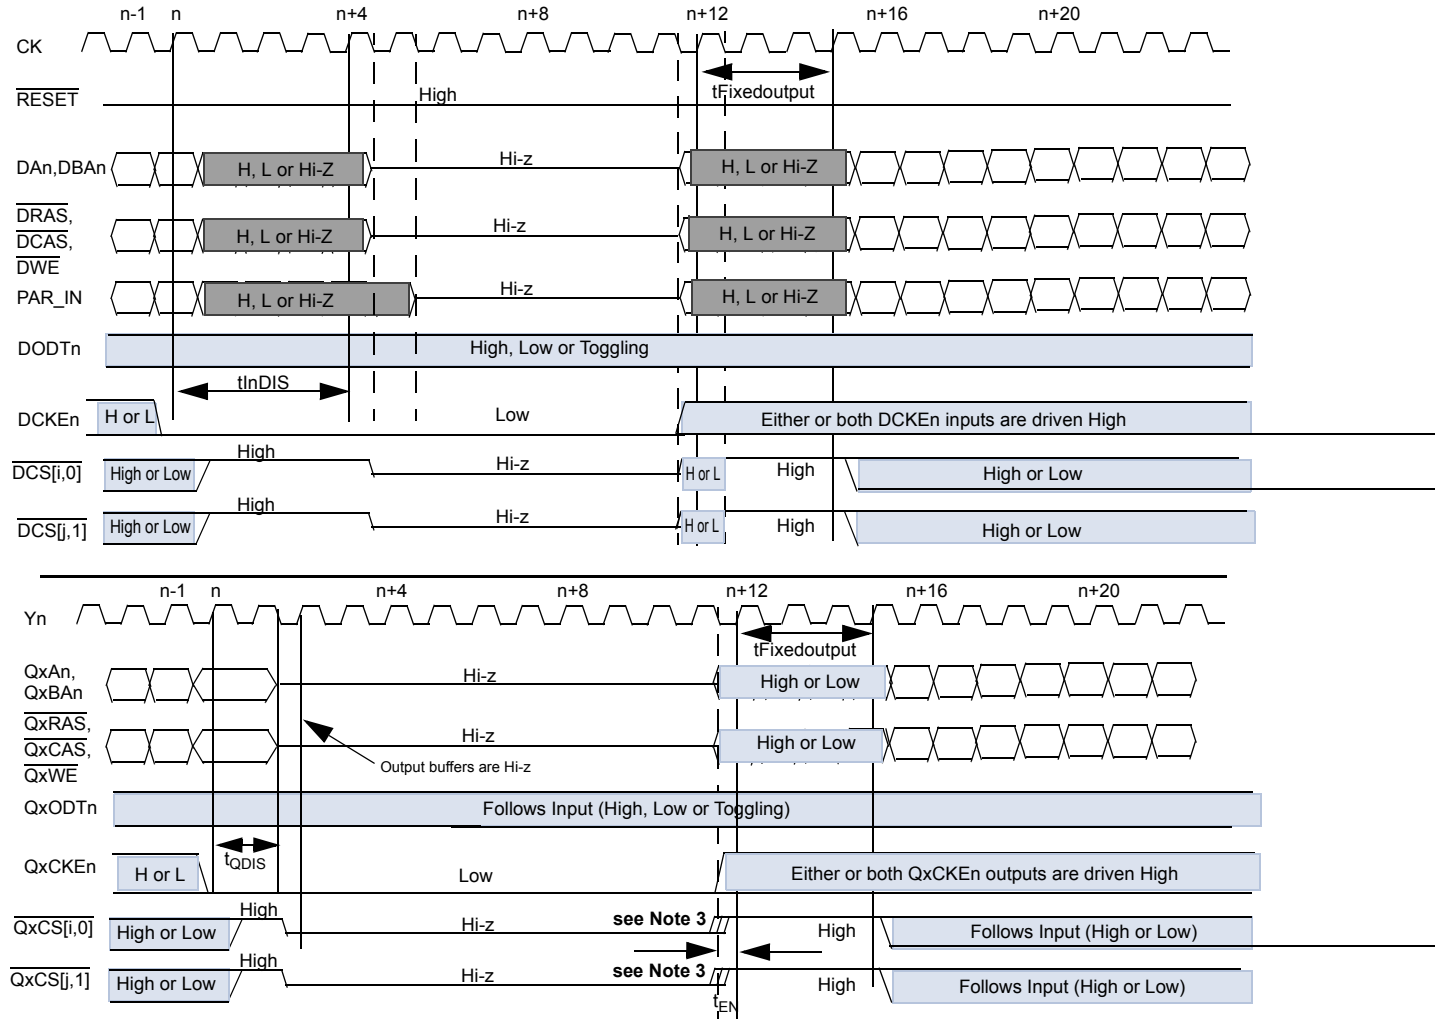 n-1 n n+4 n+8 n+12 n+16 n+20
CK
RESET High tFixedoutput
DAn,DBAn H, L or Hi-Z Hi-z H, L or Hi-Z
DRAS,
DCAS, H, L or Hi-Z Hi-z H, L or Hi-Z
DWE
PAR_IN H, L or Hi-Z Hi-z H, L or Hi-Z
DODTn High, Low or Toggling
tInDIS
DCKEn H or L Low Either or both DCKEn inputs are driven High
DCS[i,0] High or Low High Hi-z H or L High High or Low
DCS[j,1] High or Low High Hi-z H or L High High or Low
n-1 n n+4 n+8 n+12 n+16 n+20
Yn
tFixedoutput
QxAn,
QxBAn Hi-z High or Low
QxRAS,
QxCAS, Hi-z High or Low
QxWE
Output buffers are Hi-z
QxODTn Follows Input (High, Low or Toggling)
tQDIS
QxCKEn H or L Low Either or both QxCKEn outputs are driven High
QxCS[i,0] High or Low High Hi-z see Note 3 High Follows Input (High or Low)
QxCS[j,1] High or Low High Hi-z see Note 3 High Follows Input (High or Low)
tEN